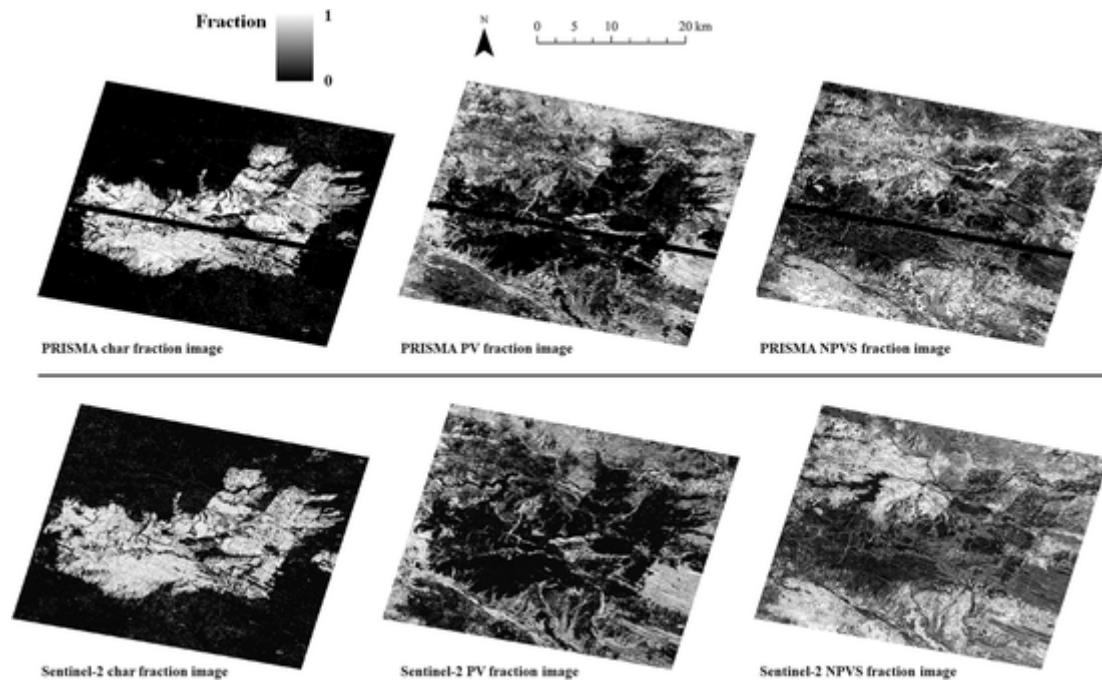 Fraction
1
0
N
0 5 10 20 km
PRISMA char fraction image
PRISMA PV fraction image
PRISMA NPVS fraction image
Sentinel-2 char fraction image
Sentinel-2 PV fraction image
Sentinel-2 NPVS fraction image